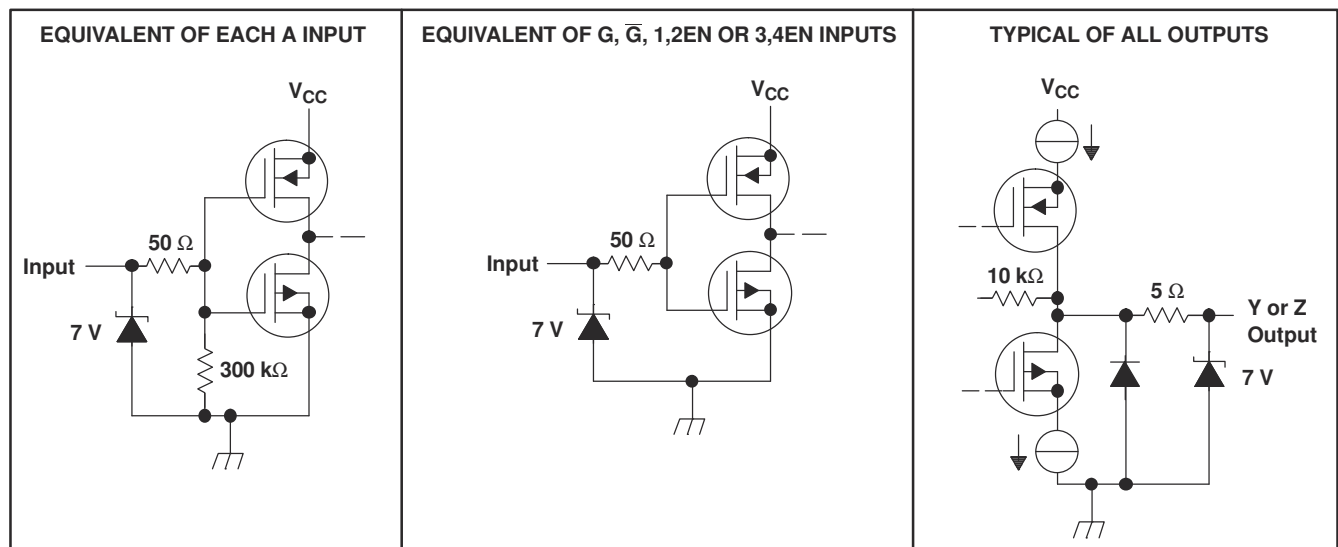 EQUIVALENT OF EACH A INPUT
VCC
50 Ω
Input
7 V
300 kΩ
EQUIVALENT OF G, G̅, 1,2EN OR 3,4EN INPUTS
VCC
50 Ω
Input
7 V
TYPICAL OF ALL OUTPUTS
VCC
10 kΩ
5 Ω
Y or Z
Output
7 V